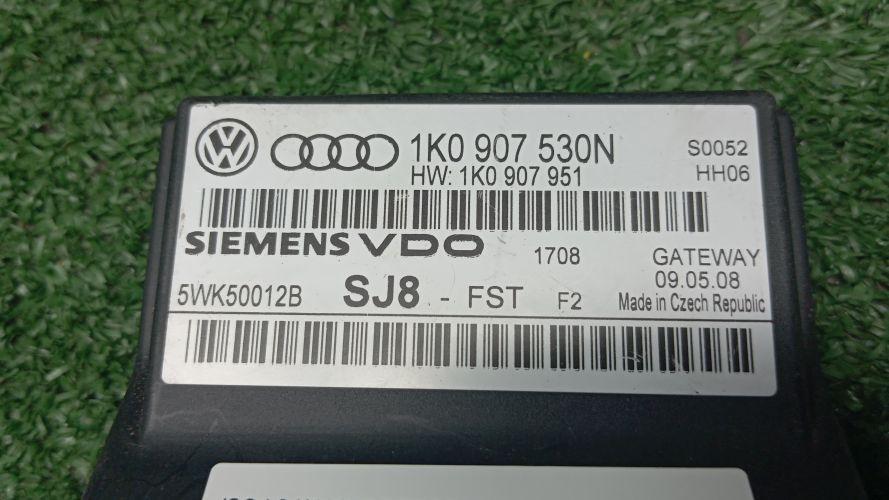 1K0 907 530N S0052
HW: 1K0 907 951 HH06
SIEMENS VDO 1708 GATEWAY
09.05.08
5WK50012B SJ8 - FST F2 Made in Czech Republic